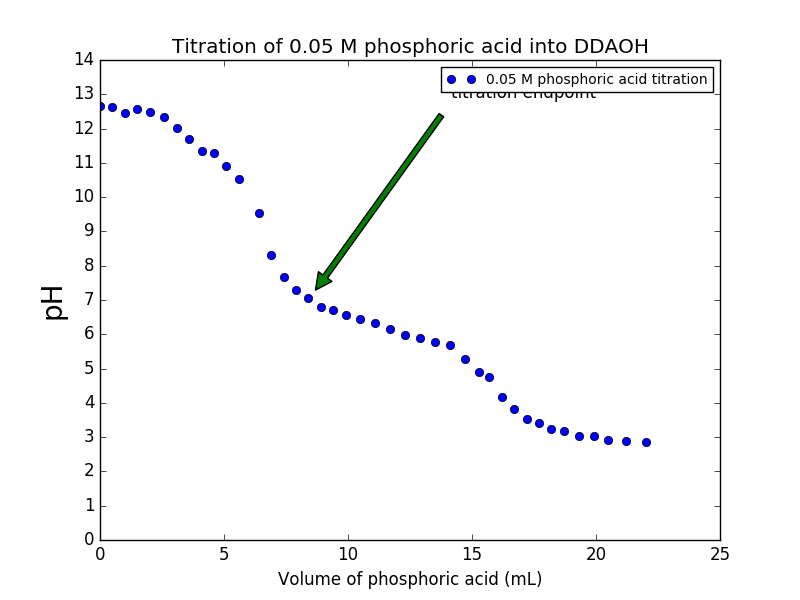 Titration of 0.05 M phosphoric acid into DDAOH
14
0.05 M phosphoric acid titration
13
titration endpoint
12
11
10
9
8
7
6
5
4
3
2
1
0
pH
0 5 10 15 20 25
Volume of phosphoric acid (mL)